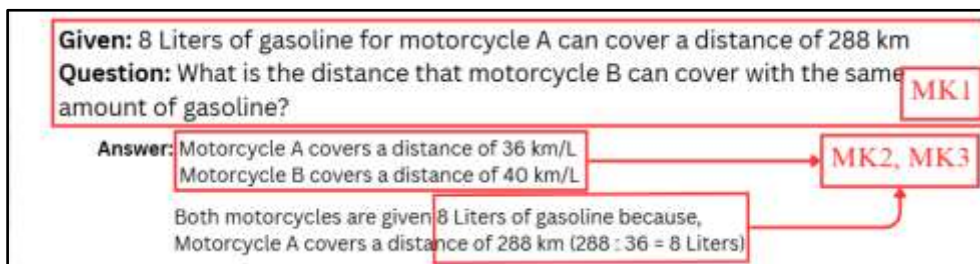 Given: 8 Liters of gasoline for motorcycle A can cover a distance of 288 km
Question: What is the distance that motorcycle B can cover with the same
amount of gasoline?
MK1
Answer: Motorcycle A covers a distance of 36 km/L
Motorcycle B covers a distance of 40 km/L
MK2, MK3
Both motorcycles are given 8 Liters of gasoline because,
Motorcycle A covers a distance of 288 km (288 : 36 = 8 Liters)